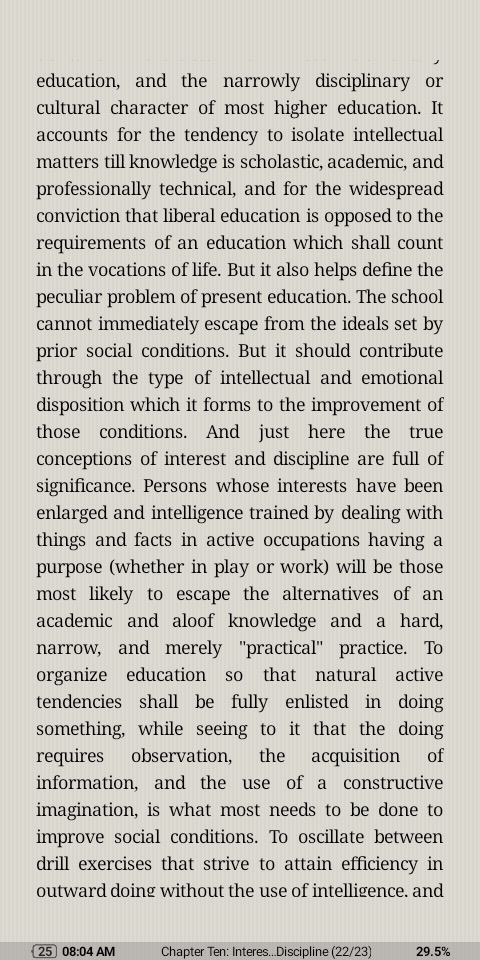 education, and the narrowly disciplinary or
cultural character of most higher education. It
accounts for the tendency to isolate intellectual
matters till knowledge is scholastic, academic, and
professionally technical, and for the widespread
conviction that liberal education is opposed to the
requirements of an education which shall count
in the vocations of life. But it also helps define the
peculiar problem of present education. The school
cannot immediately escape from the ideals set by
prior social conditions. But it should contribute
through the type of intellectual and emotional
disposition which it forms to the improvement of
those conditions. And just here the true
conceptions of interest and discipline are full of
significance. Persons whose interests have been
enlarged and intelligence trained by dealing with
things and facts in active occupations having a
purpose (whether in play or work) will be those
most likely to escape the alternatives of an
academic and aloof knowledge and a hard,
narrow, and merely "practical" practice. To
organize education so that natural active
tendencies shall be fully enlisted in doing
something, while seeing to it that the doing
requires observation, the acquisition of
information, and the use of a constructive
imagination, is what most needs to be done to
improve social conditions. To oscillate between
drill exercises that strive to attain efficiency in
outward doing without the use of intelligence, and
25 08:04 AM Chapter Ten: Interes...Discipline (22/23) 29.5%